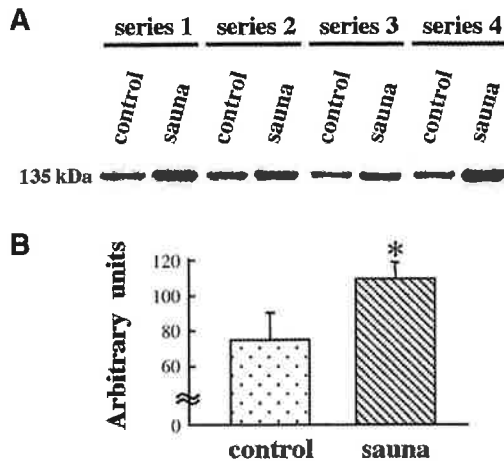 A
series 1 series 2 series 3 series 4
control sauna control sauna control sauna control sauna
135 kDa
B
Arbitrary units
120
100
80
60
0
*
control sauna